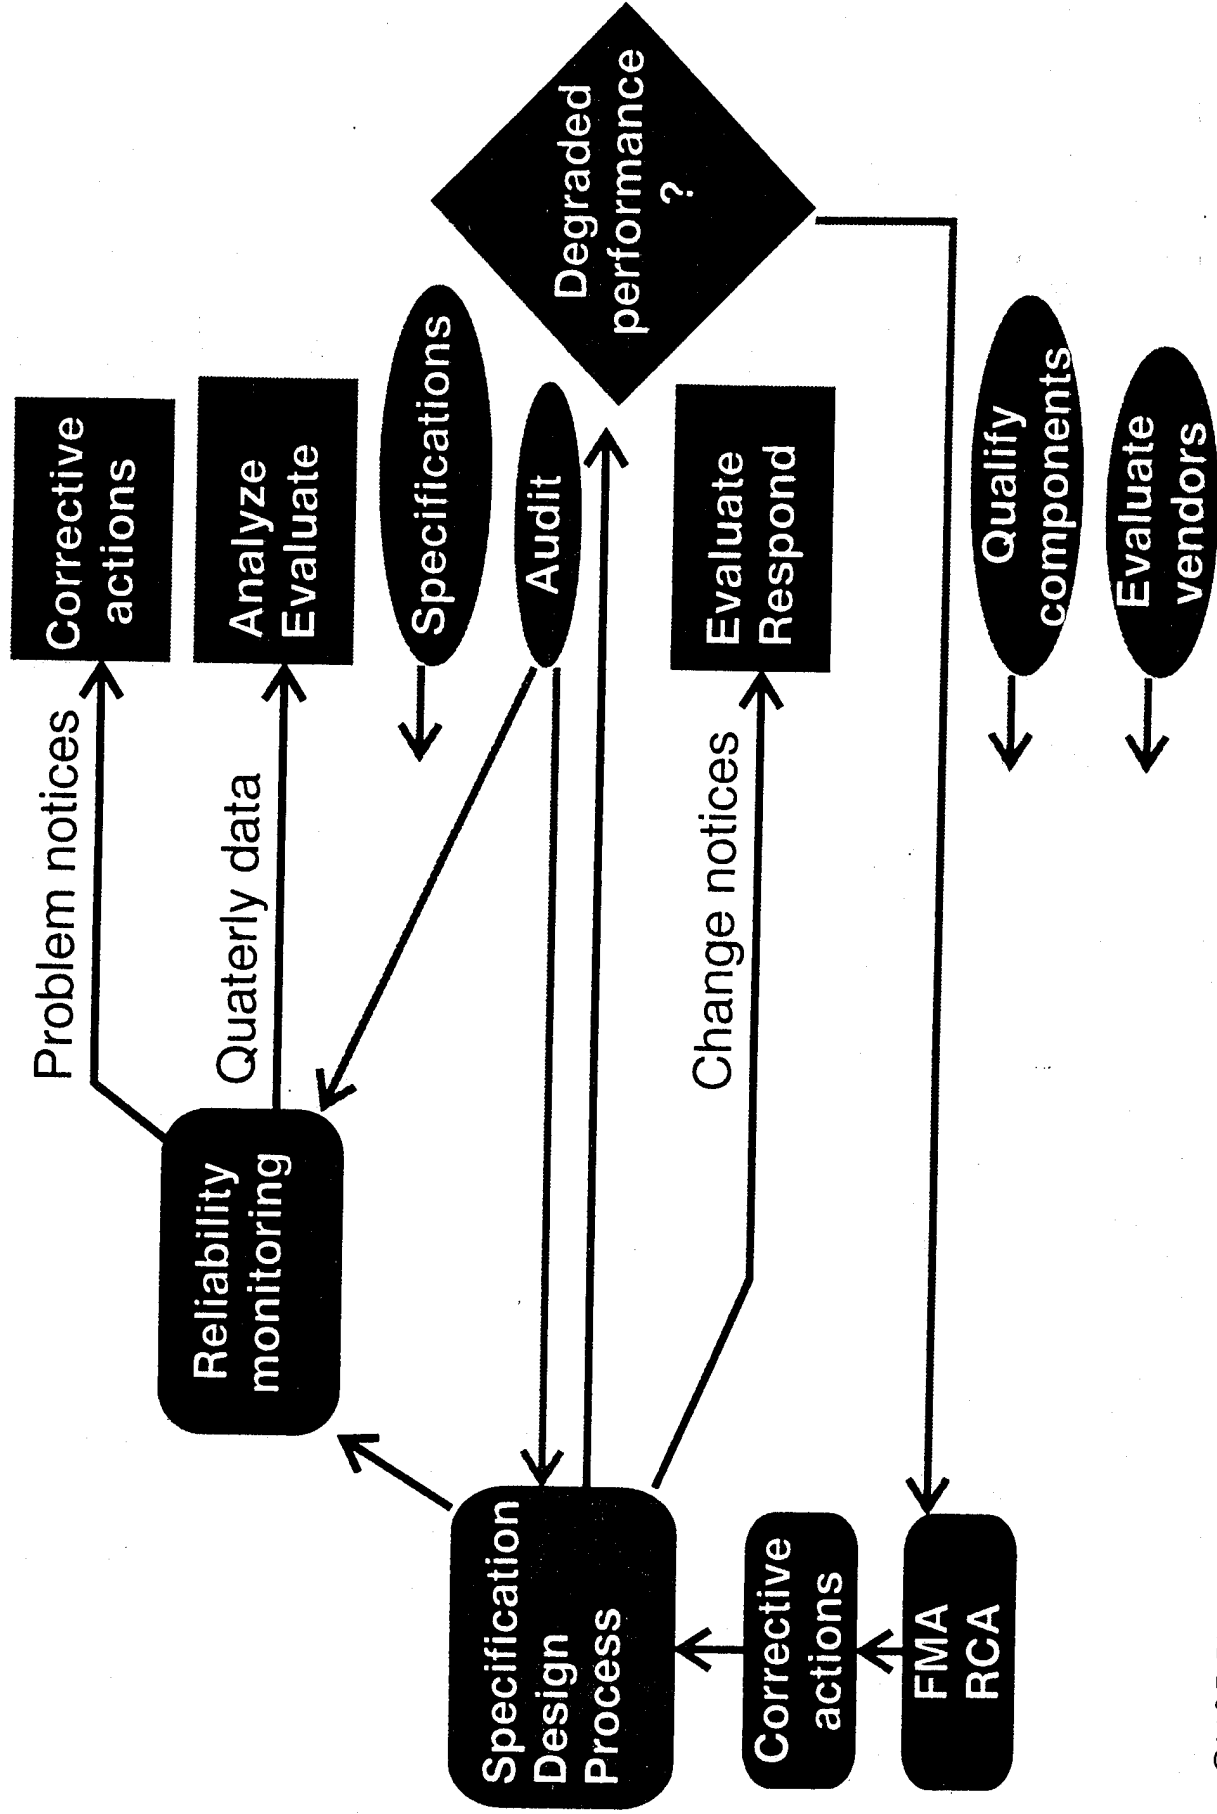 Problem notices
Corrective
actions
Reliability
monitoring
Quaterly data
Analyze
Evaluate
Specifications
Audit
Specification
Design
Process
Degraded
performance
?
Change notices
Evaluate
Respond
Corrective
actions
FMA
RCA
Qualify
components
Evaluate
vendors